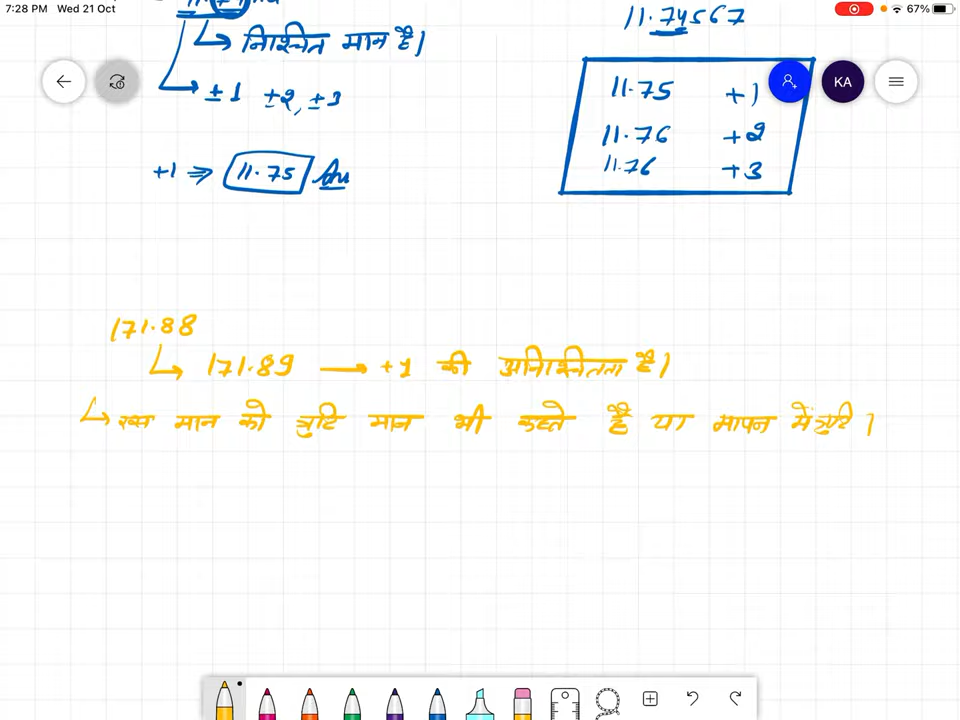 7:28 PM Wed 21 Oct
67%
निश्चित मान है।
± 1 ± 2, ± 3
+1 ⇒ 11.75 Ans
11.74567
11.75 +1
11.76 +2
11.76 +3
KA
171.88
↳ 171.89 ⟶ +1 की अनिश्चितता है।
↳ इस मान को त्रुटि मान भी कहते है या मापन में त्रुटि।